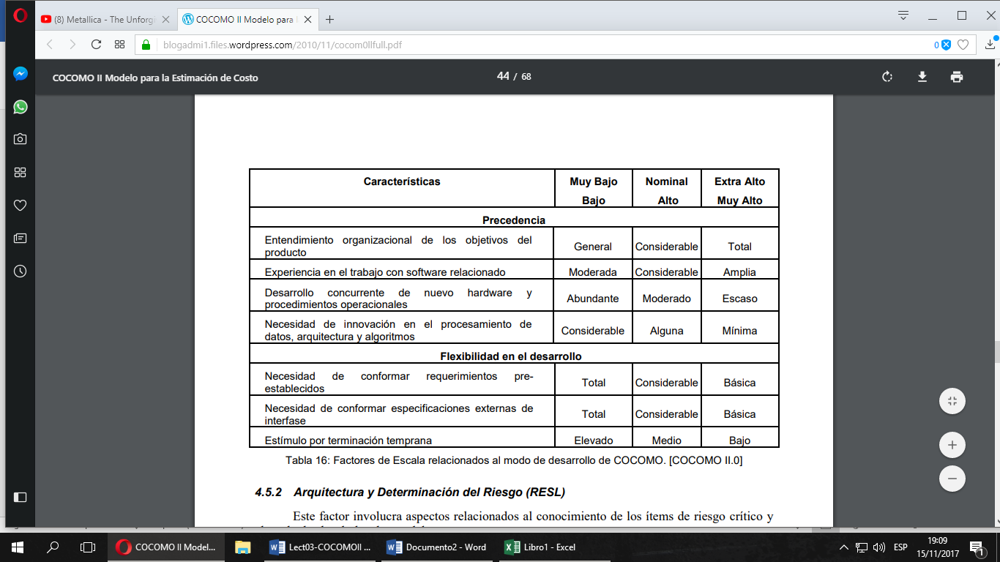 (8) Metallica - The Unforgi
COCOMO II Modelo para l
blogadmi1.files.wordpress.com/2010/11/cocom0llfull.pdf
0
COCOMO II Modelo para la Estimación de Costo
44 / 68
Características
Muy Bajo
Bajo
Nominal
Alto
Extra Alto
Muy Alto
Precedencia
Entendimiento organizacional de los objetivos del
producto
General
Considerable
Total
Experiencia en el trabajo con software relacionado
Moderada
Considerable
Amplia
Desarrollo concurrente de nuevo hardware y
procedimientos operacionales
Abundante
Moderado
Escaso
Necesidad de innovación en el procesamiento de
datos, arquitectura y algoritmos
Considerable
Alguna
Mínima
Flexibilidad en el desarrollo
Necesidad de conformar requerimientos pre-
establecidos
Total
Considerable
Básica
Necesidad de conformar especificaciones externas de
interfase
Total
Considerable
Básica
Estímulo por terminación temprana
Elevado
Medio
Bajo
Tabla 16: Factores de Escala relacionados al modo de desarrollo de COCOMO. [COCOMO II.0]
4.5.2 Arquitectura y Determinación del Riesgo (RESL)
Este factor involucra aspectos relacionados al conocimiento de los ítems de riesgo crítico y
COCOMO II Model...
Lect03-COCOMOII ...
Documento2 - Word
Libro1 - Excel
ESP
19:09
15/11/2017
1